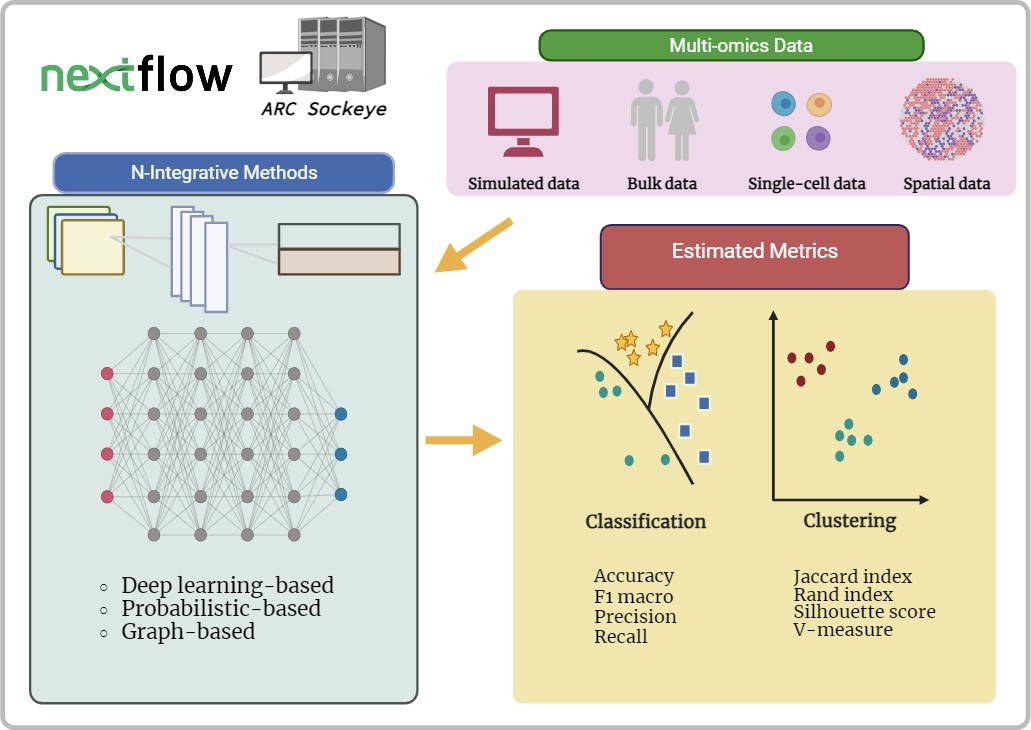 nextflow
ARC Sockeye
Multi-omics Data
Simulated data
Bulk data
Single-cell data
Spatial data
N-Integrative Methods
Deep learning-based
Probabilistic-based
Graph-based
Estimated Metrics
Classification
Clustering
Accuracy
F1 macro
Precision
Recall
Jaccard index
Rand index
Silhouette score
V-measure